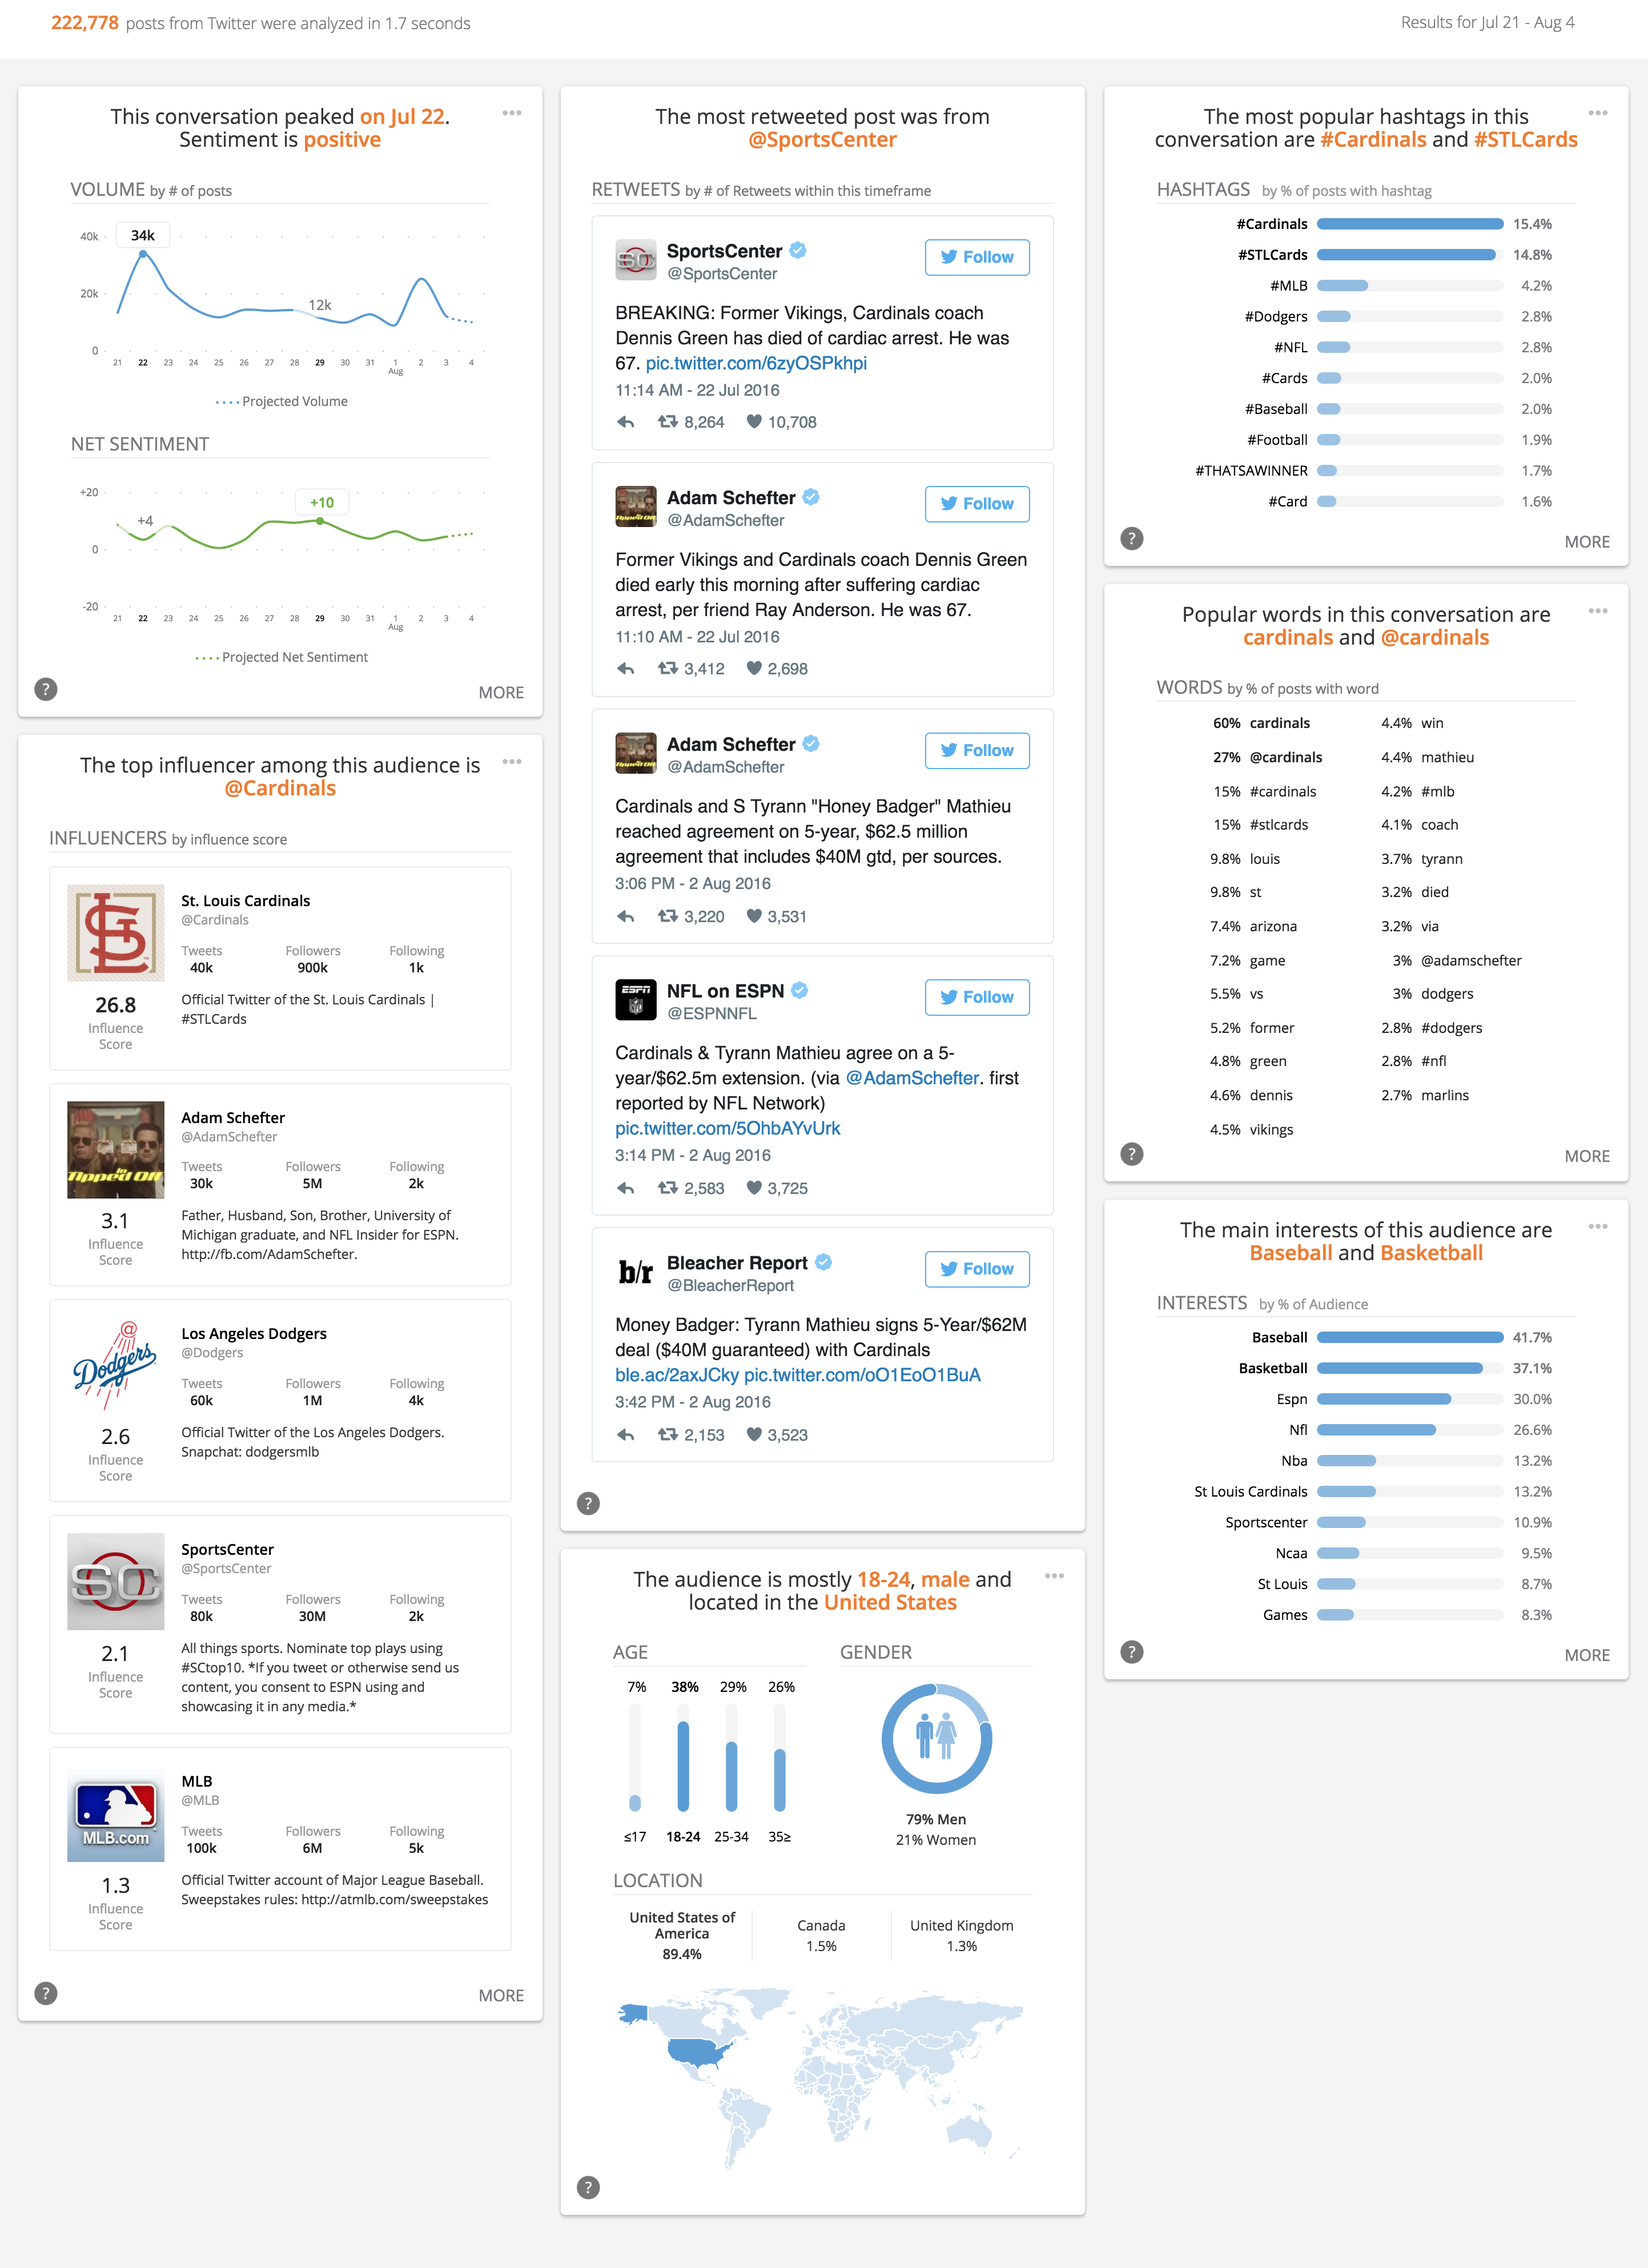 222,778 posts from Twitter were analyzed in 1.7 seconds
Results for Jul 21 - Aug 4
This conversation peaked on Jul 22.
Sentiment is positive
VOLUME by # of posts
40k
34k
20k
12k
0
21 22 23 24 25 26 27 28 29 30 31 1 2 3 4
Aug
Projected Volume
NET SENTIMENT
+20
+10
+4
0
-20
21 22 23 24 25 26 27 28 29 30 31 1 2 3 4
Aug
Projected Net Sentiment
?
MORE
The top influencer among this audience is
@Cardinals
INFLUENCERS by influence score
St. Louis Cardinals
@Cardinals
Tweets Followers Following
40k 900k 1k
26.8
Influence
Score
Official Twitter of the St. Louis Cardinals |
#STLCards
Adam Schefter
@AdamSchefter
Tweets Followers Following
30k 5M 2k
in
Tipped Off
3.1
Influence
Score
Father, Husband, Son, Brother, University of
Michigan graduate, and NFL Insider for ESPN.
http://fb.com/AdamSchefter.
@
Dodgers
Los Angeles Dodgers
@Dodgers
Tweets Followers Following
60k 1M 4k
2.6
Influence
Score
Official Twitter of the Los Angeles Dodgers.
Snapchat: dodgersmlb
SC
SportsCenter
@SportsCenter
Tweets Followers Following
80k 30M 2k
2.1
Influence
Score
All things sports. Nominate top plays using
#SCtop10. *If you tweet or otherwise send us
content, you consent to ESPN using and
showcasing it in any media.*
MLB.com
MLB
@MLB
Tweets Followers Following
100k 6M 5k
1.3
Influence
Score
Official Twitter account of Major League Baseball.
Sweepstakes rules: http://atmlb.com/sweepstakes
?
MORE
The most retweeted post was from
@SportsCenter
RETWEETS by # of Retweets within this timeframe
SC
SportsCenter
@SportsCenter
Follow
BREAKING: Former Vikings, Cardinals coach
Dennis Green has died of cardiac arrest. He was
67. pic.twitter.com/6zyOSPkhpi
11:14 AM - 22 Jul 2016
8,264 10,708
Adam Schefter
@AdamSchefter
Follow
Former Vikings and Cardinals coach Dennis Green
died early this morning after suffering cardiac
arrest, per friend Ray Anderson. He was 67.
11:10 AM - 22 Jul 2016
3,412 2,698
Adam Schefter
@AdamSchefter
Follow
Cardinals and S Tyrann "Honey Badger" Mathieu
reached agreement on 5-year, $62.5 million
agreement that includes $40M gtd, per sources.
3:06 PM - 2 Aug 2016
3,220 3,531
ESPN
NFL
NFL on ESPN
@ESPNNFL
Follow
Cardinals & Tyrann Mathieu agree on a 5-
year/$62.5m extension. (via @AdamSchefter. first
reported by NFL Network)
pic.twitter.com/5OhbAYvUrk
3:14 PM - 2 Aug 2016
2,583 3,725
b/r
Bleacher Report
@BleacherReport
Follow
Money Badger: Tyrann Mathieu signs 5-Year/$62M
deal ($40M guaranteed) with Cardinals
ble.ac/2axJCky pic.twitter.com/oO1EoO1BuA
3:42 PM - 2 Aug 2016
2,153 3,523
?
The audience is mostly 18-24, male and
located in the United States
AGE
7% 38% 29% 26%
≤17 18-24 25-34 35≥
GENDER
79% Men
21% Women
LOCATION
United States of
America
89.4%
Canada
1.5%
United Kingdom
1.3%
?
The most popular hashtags in this
conversation are #Cardinals and #STLCards
HASHTAGS by % of posts with hashtag
#Cardinals 15.4%
#STLCards 14.8%
#MLB 4.2%
#Dodgers 2.8%
#NFL 2.8%
#Cards 2.0%
#Baseball 2.0%
#Football 1.9%
#THATSAWINNER 1.7%
#Card 1.6%
?
MORE
Popular words in this conversation are
cardinals and @cardinals
WORDS by % of posts with word
60% cardinals 4.4% win
27% @cardinals 4.4% mathieu
15% #cardinals 4.2% #mlb
15% #stlcards 4.1% coach
9.8% louis 3.7% tyrann
9.8% st 3.2% died
7.4% arizona 3.2% via
7.2% game 3% @adamschefter
5.5% vs 3% dodgers
5.2% former 2.8% #dodgers
4.8% green 2.8% #nfl
4.6% dennis 2.7% marlins
4.5% vikings
?
MORE
The main interests of this audience are
Baseball and Basketball
INTERESTS by % of Audience
Baseball 41.7%
Basketball 37.1%
Espn 30.0%
Nfl 26.6%
Nba 13.2%
St Louis Cardinals 13.2%
Sportscenter 10.9%
Ncaa 9.5%
St Louis 8.7%
Games 8.3%
?
MORE